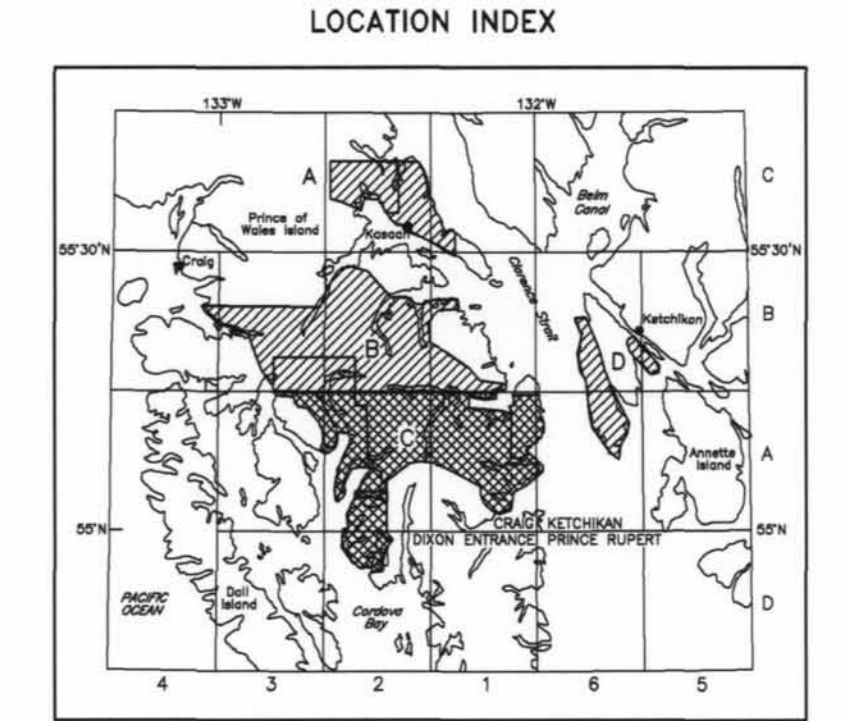 LOCATION INDEX
133°W
132°W
A
C
Behm
Canal
Prince of
Wales Island
Kasaan
55°30'N
55°30'N
Craig
Clarence Strait
B
Ketchikan
B
D
C
Annette
Island
A
CRAIG KETCHIKAN
55°N
55°N
DIXON ENTRANCE PRINCE RUPERT
PACIFIC
OCEAN
Dall
Island
Cordova
Bay
D
4 3 2 1 6 5